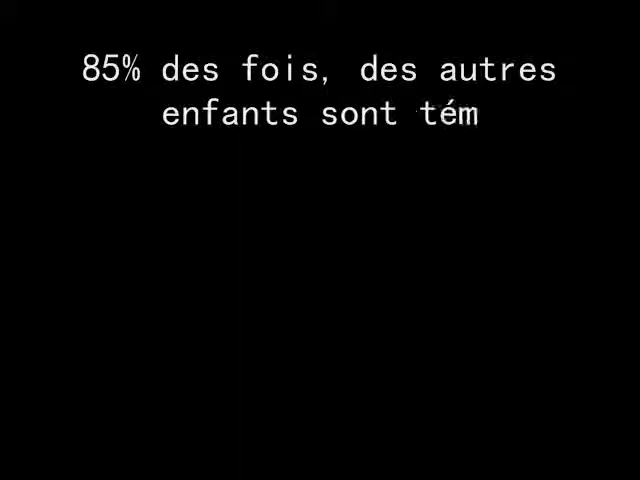 85% des fois, des autres
enfants sont tém